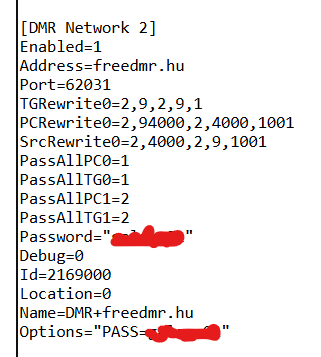 [DMR Network 2]
Enabled=1
Address=freedmr.hu
Port=62031
TGRewrite0=2,9,2,9,1
PCRewrite0=2,94000,2,4000,1001
SrcRewrite0=2,4000,2,9,1001
PassAllPC0=1
PassAllTG0=1
PassAllPC1=2
PassAllTG1=2
Password=" "
Debug=0
Id=2169000
Location=0
Name=DMR+freedmr.hu
Options="PASS= "